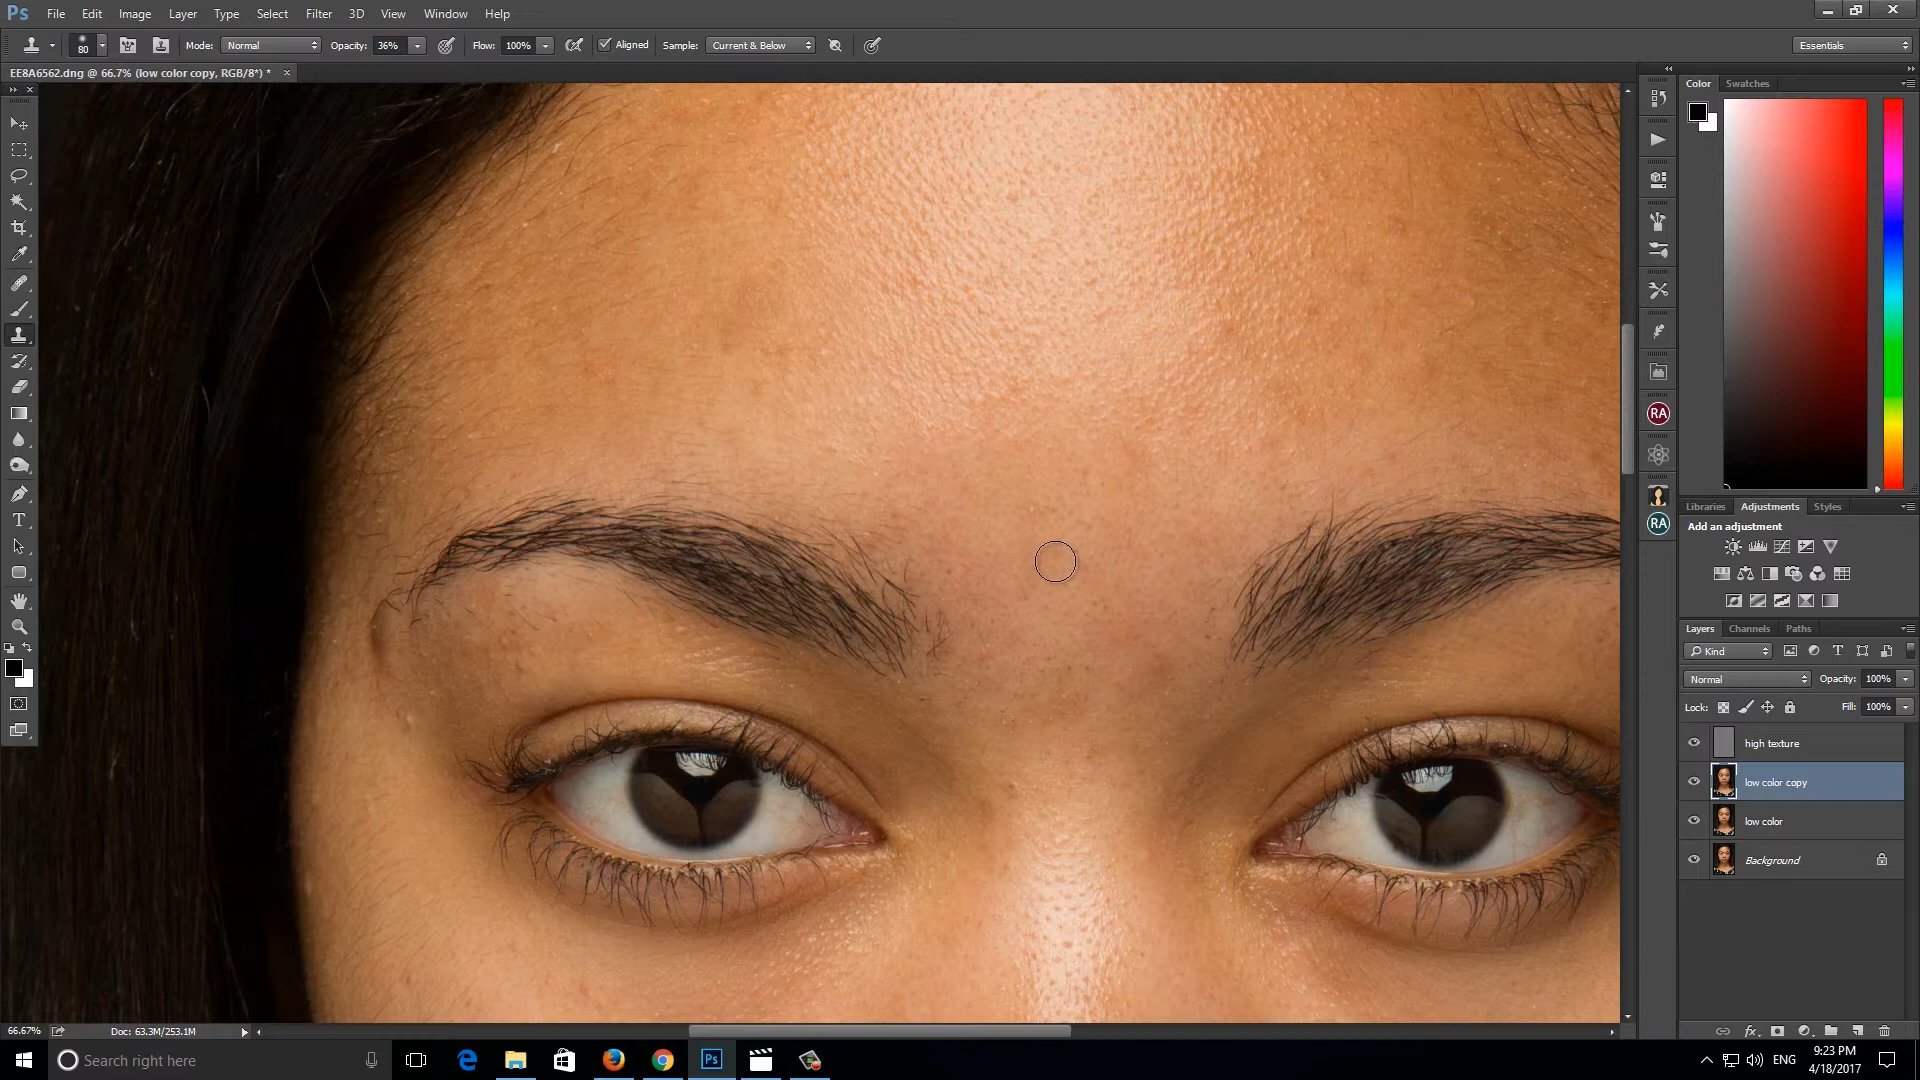 Ps File Edit Image Layer Type Select Filter 3D View Window Help
80 Mode: Normal Opacity: 36% Flow: 100% Aligned Sample: Current & Below Essentials
EE8A6562.dng @ 66.7% (low color copy, RGB/8*) *
Color Swatches
RA
RA
Libraries Adjustments Styles
Add an adjustment
Layers Channels Paths
Kind
Normal Opacity: 100%
Lock: Fill: 100%
high texture
low color copy
low color
Background
66.67% Doc: 63.3M/253.1M
Search right here
Ps
ENG
9:23 PM
4/18/2017